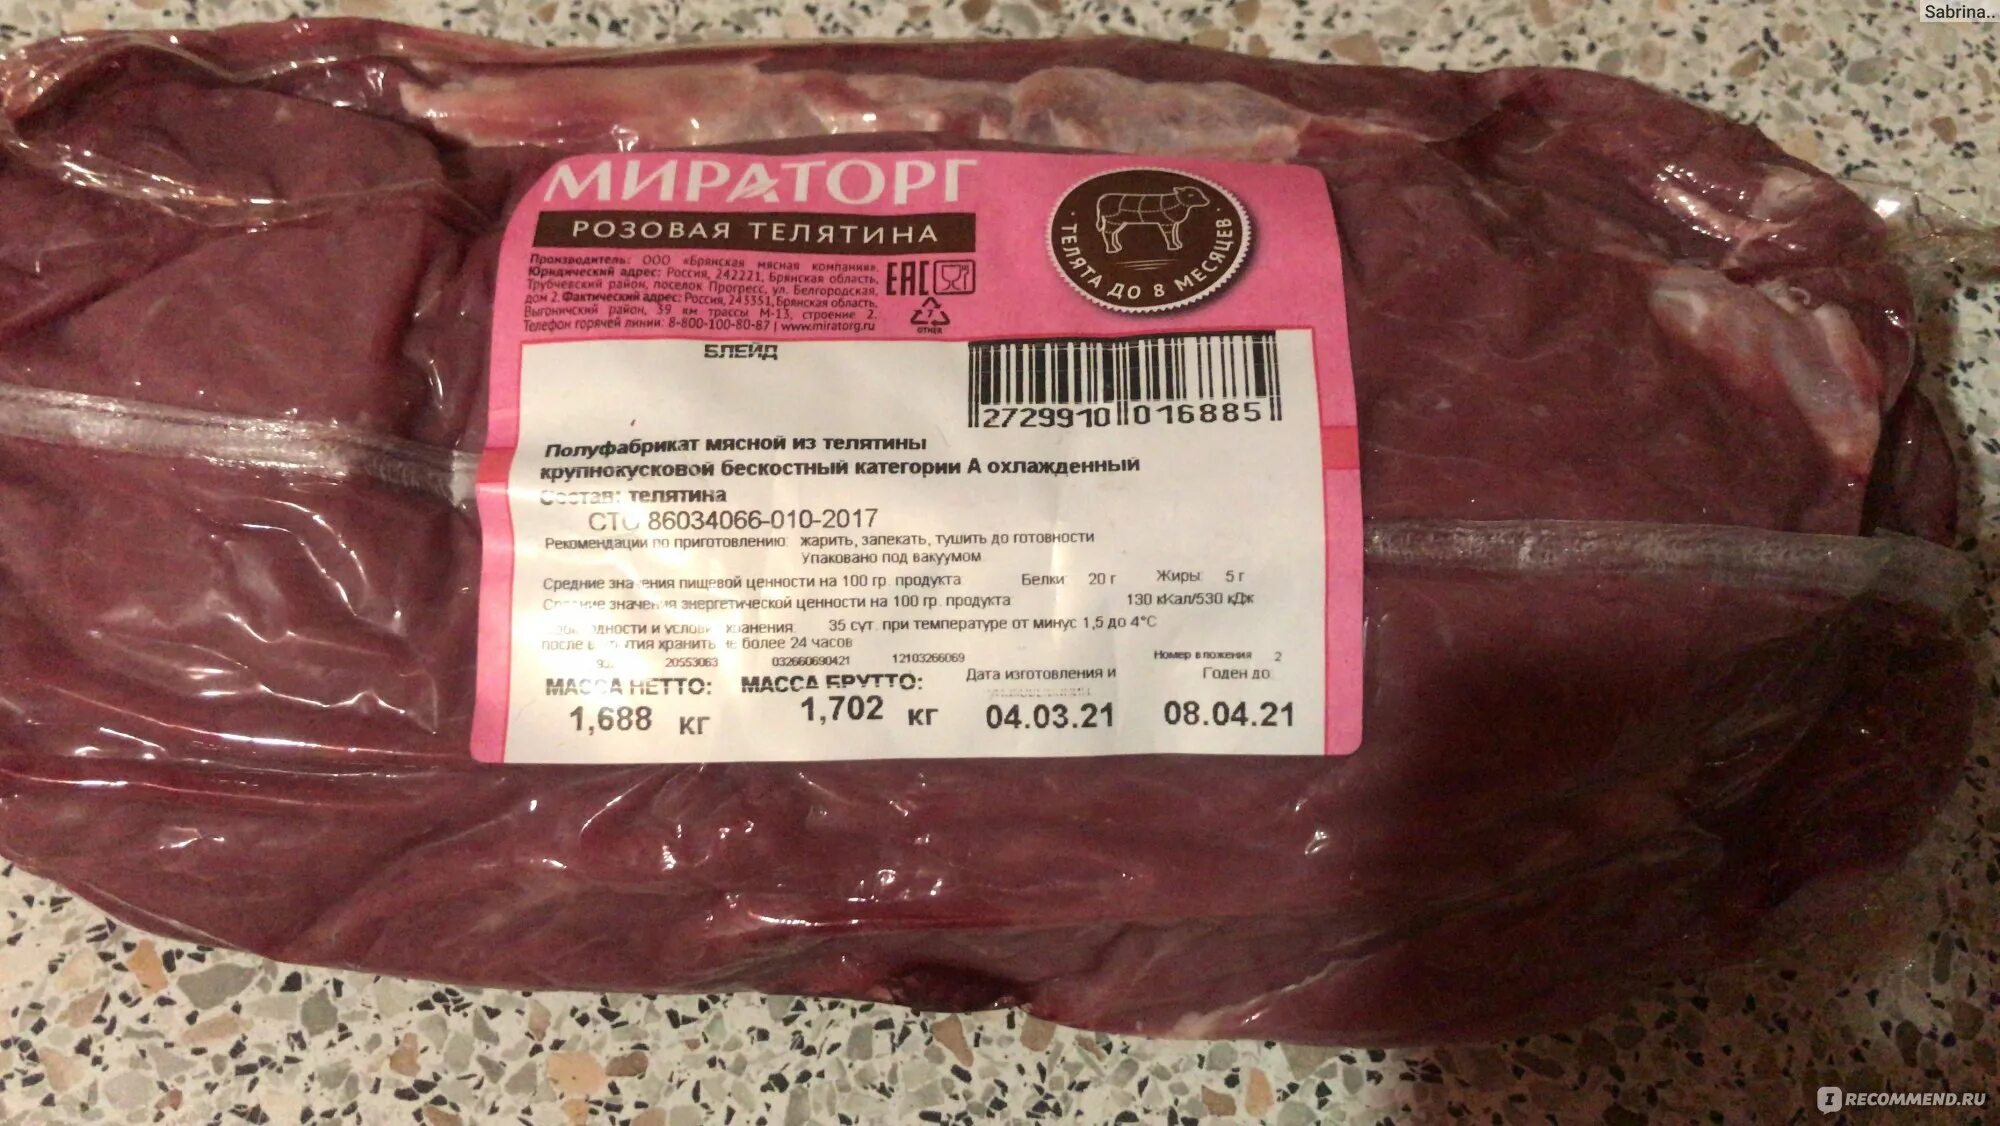 Sabrina..
МИРАТОРГ
РОЗОВАЯ ТЕЛЯТИНА
Производитель: ООО «Брянская мясная компания».
Юридический адрес: Россия, 242221, Брянская область,
Трубчевский район, поселок Прогресс, ул. Белгородская,
дом 2. Фактический адрес: Россия, 243351, Брянская область,
Выгоничский район, 39 км трассы М-13, строение 2.
Телефон горячей линии: 8-800-100-80-87 | www.miratorg.ru
EAC
7
OTHER
· ТЕЛЯТА ДО 8 МЕСЯЦЕВ ·
БЛЕЙД
2729910 016885
Полуфабрикат мясной из телятины
крупнокусковой бескостный категории А охлажденный
Состав: телятина
СТО 86034066-010-2017
Рекомендации по приготовлению: жарить, запекать, тушить до готовности
Упаковано под вакуумом
Средние значения пищевой ценности на 100 гр. продукта Белки 20 г Жиры 5 г
Средние значения энергетической ценности на 100 гр. продукта 130 кКал/530 кДж
хранения 35 сут. при температуре от минус 1,5 до 4°С
после хранить не более 24 часов
20553063 032660690421 12103266069 Номер вложения 2
МАССА НЕТТО: МАССА БРУТТО: Дата изготовления и Годен до
1,688 кг 1,702 кг 04.03.21 08.04.21
IRECOMMEND.RU